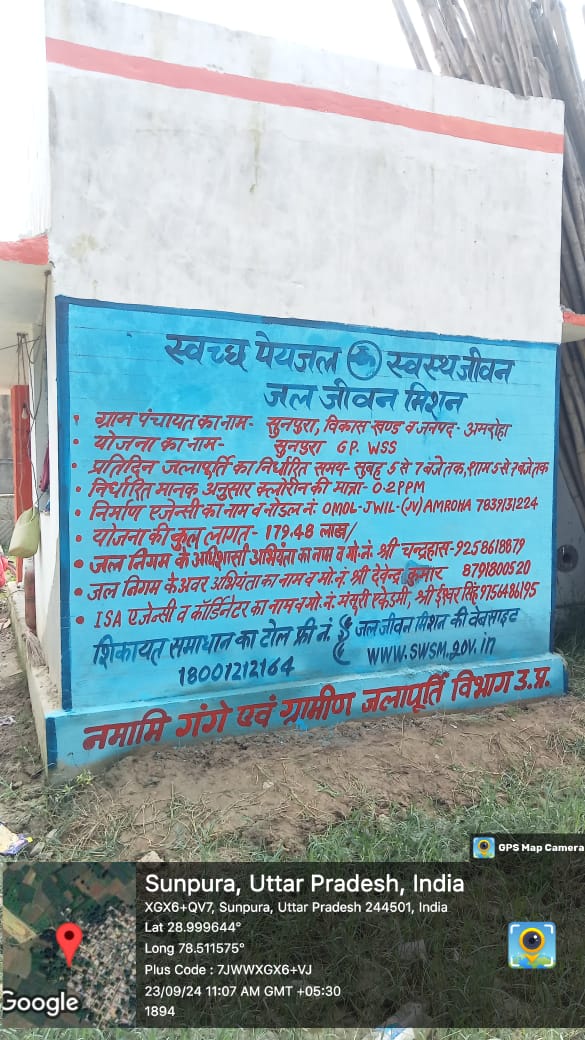 स्वच्छ पेयजल स्वस्थ जीवन
जल जीवन मिशन
• ग्राम पंचायत का नाम- सुनपुरा, विकास खण्ड व जनपद- अमरोहा
• योजना का नाम- सुनपुरा GP. WSS
• प्रतिदिन जलापूर्ति का निर्धारित समय- सुबह 5 से 7 बजे तक, शाम 5 से 7 बजे तक
• निर्धारित मानक अनुसार क्लोरीन की मात्रा- 0.2 PPM
• निर्माण एजेन्सी का नाम व नोडल नं: OMOL-JWIL-(JV) AMROHA 7839131224
• योजना की कुल लागत- 179.48 लाख/
• जल निगम के अधिशासी अभियंता का नाम व मो.नं. श्री चन्द्रहास-9258618879
• जल निगम के अवर अभियंता का नाम व मो.नं. श्री देवेन्द्र कुमार 8791800520
• ISA एजेन्सी व कॉर्डिनेटर का नाम व मो.नं. मंसूरी एकेडमी, श्री ईश्वर सिंह 9756486195
शिकायत समाधान का टोल फ्री नं.
18001212164
जल जीवन मिशन की वेबसाइट
www.swsm.gov.in
नमामि गंगे एवं ग्रामीण जलापूर्ति विभाग उ.प्र.
GPS Map Camera
Sunpura, Uttar Pradesh, India
XGX6+QV7, Sunpura, Uttar Pradesh 244501, India
Lat 28.999644°
Long 78.511575°
Plus Code : 7JWWXGX6+VJ
23/09/24 11:07 AM GMT +05:30
1894
Google